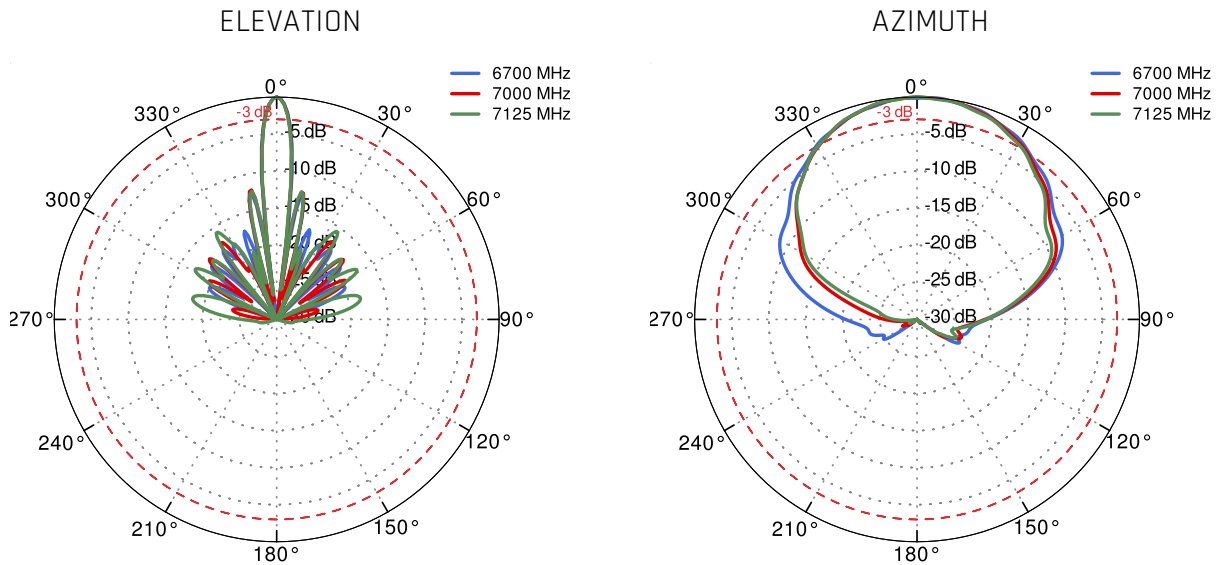 ELEVATION
6700 MHz
7000 MHz
7125 MHz
0°
330°
30°
-3 dB
-5 dB
-10 dB
300°
60°
270°
90°
240°
120°
210°
150°
180°
AZIMUTH
6700 MHz
7000 MHz
7125 MHz
0°
330°
30°
-3 dB
-5 dB
-10 dB
300°
60°
-15 dB
-20 dB
-25 dB
-30 dB
270°
90°
240°
120°
210°
150°
180°